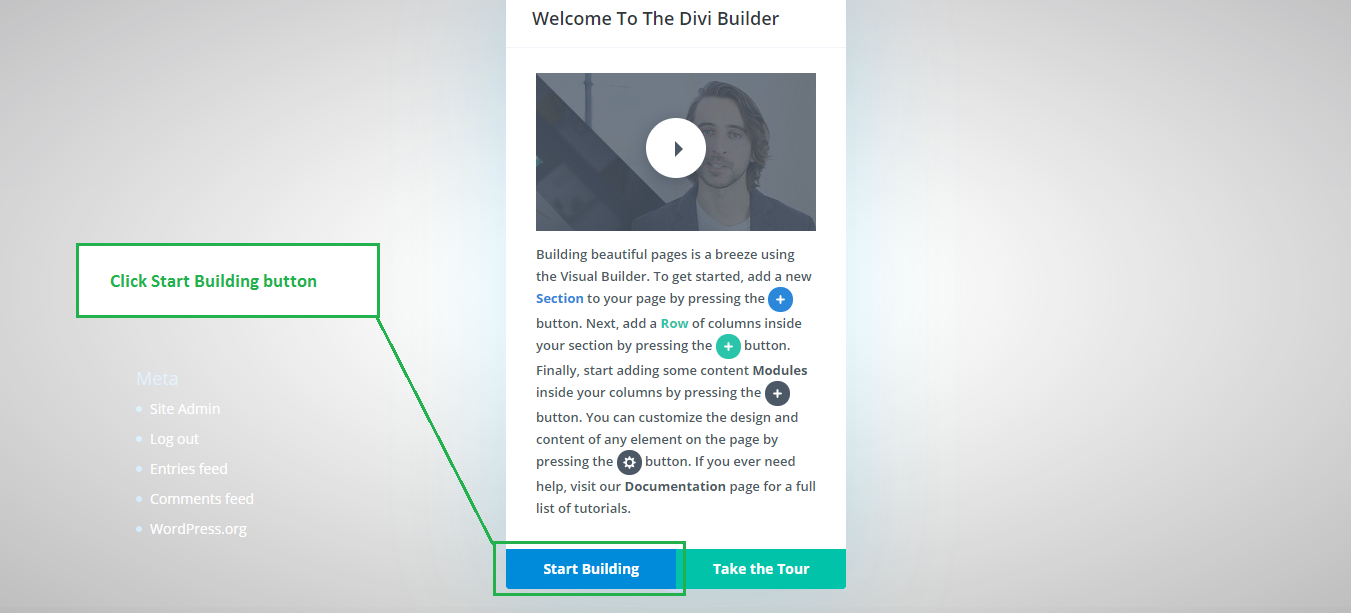 Welcome To The Divi Builder
Building beautiful pages is a breeze using
the Visual Builder. To get started, add a new
Section to your page by pressing the +
button. Next, add a Row of columns inside
your section by pressing the + button.
Finally, start adding some content Modules
inside your columns by pressing the +
button. You can customize the design and
content of any element on the page by
pressing the button. If you ever need
help, visit our Documentation page for a full
list of tutorials.
Start Building
Take the Tour
Click Start Building button
Meta
Site Admin
Log out
Entries feed
Comments feed
WordPress.org